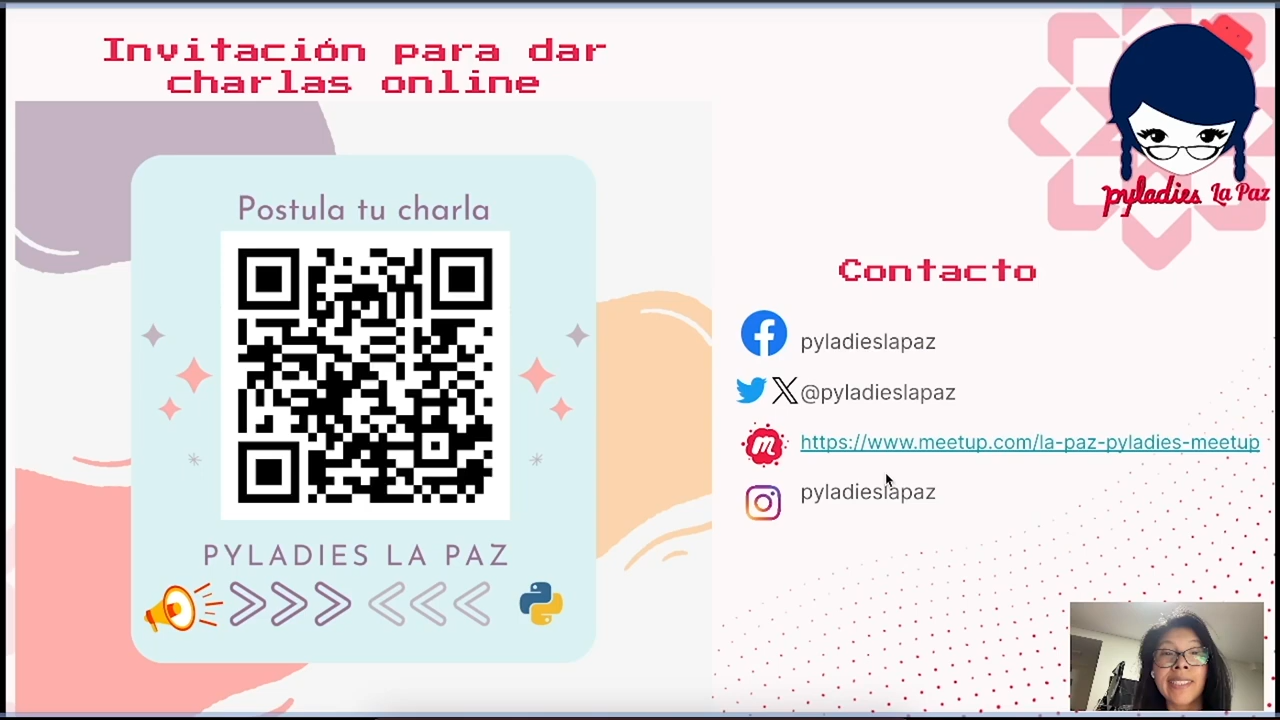 Invitación para dar
charlas online
Postula tu charla
PYLADIES LA PAZ
pyladies La Paz
Contacto
pyladieslapaz
@pyladieslapaz
https://www.meetup.com/la-paz-pyladies-meetup
pyladieslapaz